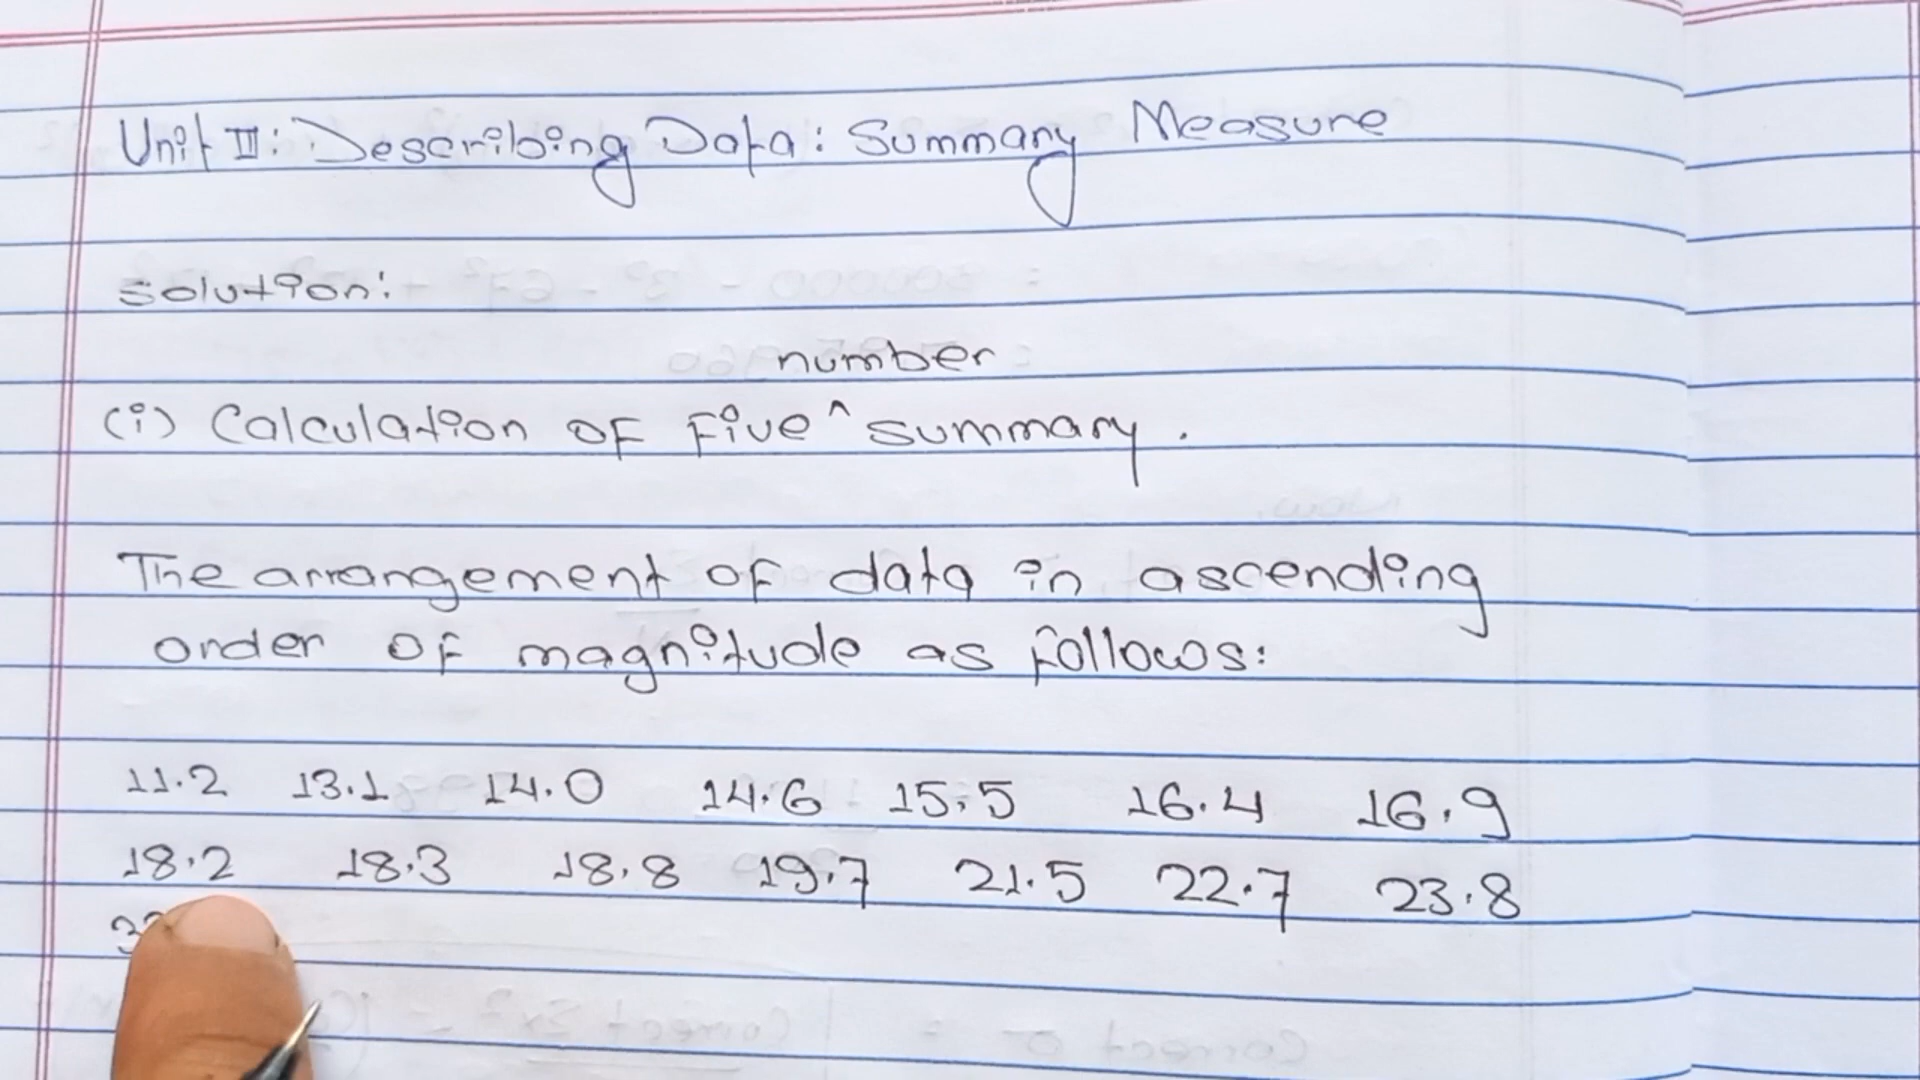 Unit II: Describing Data: Summary Measure
solution:
number
(i) Calculation of Five ^ summary.
The arrangement of data in ascending
order of magnitude as follows:
11.2 13.1 14.0 14.6 15.5 16.4 16.9
18.2 18.3 18.8 19.7 21.5 22.7 23.8